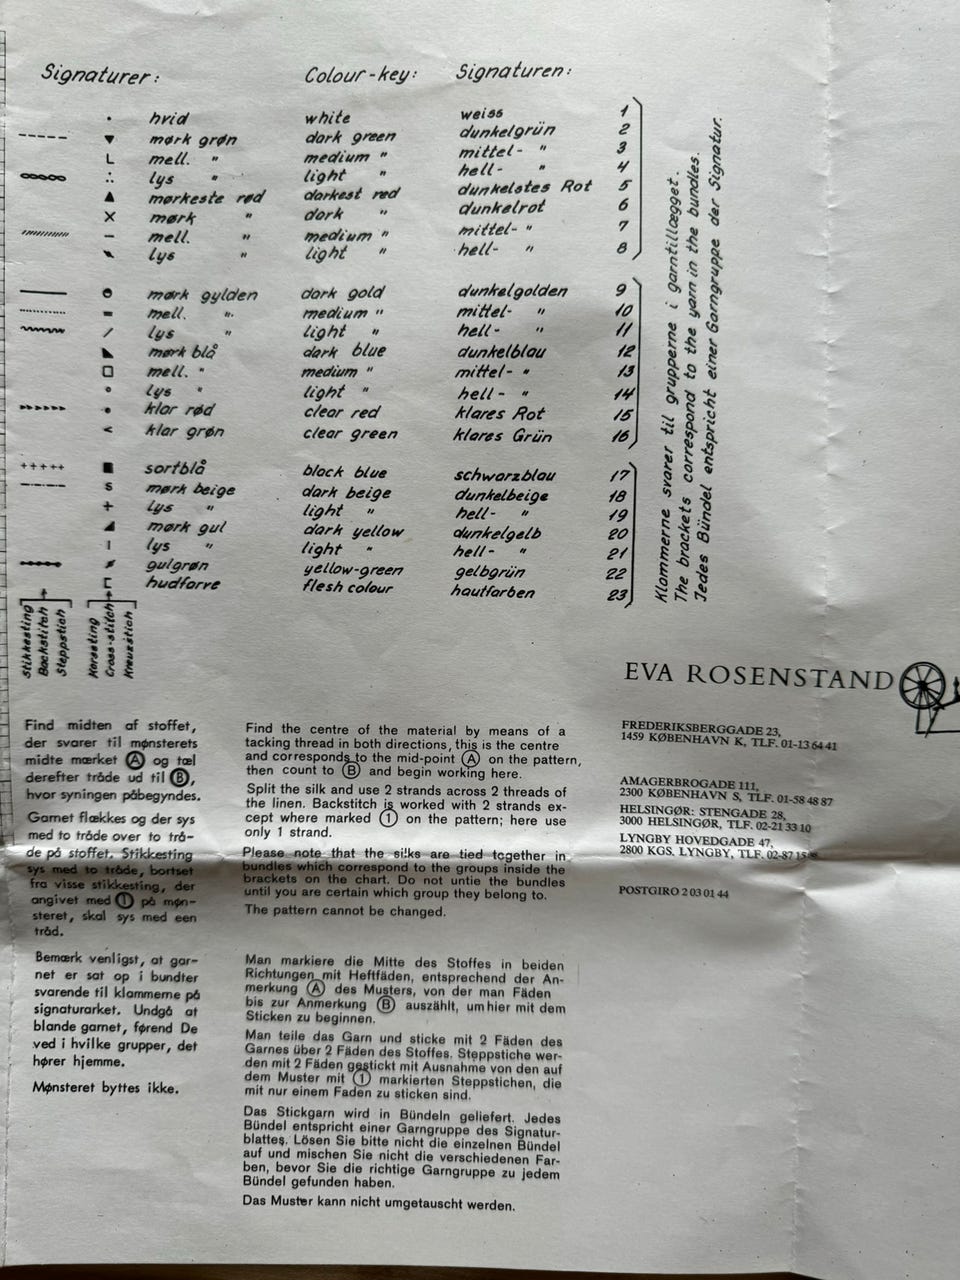 Signaturer: Colour-key: Signaturen:
hvid white weiss 1
mørk grøn dark green dunkelgrün 2
L mell. " medium " mittel- " 3
lys " light " hell- " 4
mørkeste rød darkest red dunkelstes Rot 5
× mørk " dark " dunkelrot 6
– mell. " medium " mittel- " 7
lys " light " hell- " 8
mørk gylden dark gold dunkelgolden 9
= mell. " medium " mittel- " 10
/ lys " light " hell- " 11
mørk blå dark blue dunkelblau 12
mell. " medium " mittel- " 13
lys " light " hell- " 14
klar rød clear red klares Rot 15
< klar grøn clear green klares Grün 16
+++++ ■ sortblå black blue schwarzblau 17
S mørk beige dark beige dunkelbeige 18
+ lys " light " hell- " 19
mørk gul dark yellow dunkelgelb 20
I lys " light " hell- " 21
gulgrøn yellow-green gelbgrün 22
hudfarve flesh colour hautfarben 23
Klammerne svarer til grupperne i garntillægget.
The brackets correspond to the yarn in the bundles.
Jedes Bündel entspricht einer Garngruppe der Signatur.
Stikkesting
Backstitch
Steppstich
Korssting
Cross-stitch
Kreuzstich
EVA ROSENSTAND
FREDERIKSBERGGADE 23,
1459 KØBENHAVN K, TLF. 01-13 64 41
AMAGERBROGADE 111,
2300 KØBENHAVN S, TLF. 01-58 48 87
HELSINGØR: STENGADE 28,
3000 HELSINGØR, TLF. 02-21 33 10
LYNGBY HOVEDGADE 47,
2800 KGS. LYNGBY, TLF. 02-87 15
POSTGIRO 2 03 01 44
Find midten af stoffet,
der svarer til mønsterets
midte mærket A og tæl
derefter tråde ud til B,
hvor syningen påbegyndes.
Garnet flækkes og der sys
med to tråde over to trå-
de på stoffet. Stikkesting
sys med to tråde, bortset
fra visse stikkesting, der
angivet med 1 på møn-
steret, skal sys med een
tråd.
Bemærk venligst, at gar-
net er sat op i bundter
svarende til klammerne på
signaturarket. Undgå at
blande garnet, førend De
ved i hvilke grupper, det
hører hjemme.
Mønsteret byttes ikke.
Find the centre of the material by means of a
tacking thread in both directions, this is the centre
and corresponds to the mid-point A on the pattern,
then count to B and begin working here.
Split the silk and use 2 strands across 2 threads of
the linen. Backstitch is worked with 2 strands ex-
cept where marked 1 on the pattern; here use
only 1 strand.
Please note that the silks are tied together in
bundles which correspond to the groups inside the
brackets on the chart. Do not untie the bundles
until you are certain which group they belong to.
The pattern cannot be changed.
Man markiere die Mitte des Stoffes in beiden
Richtungen mit Heftfäden, entsprechend der An-
merkung A des Musters, von der man Fäden
bis zur Anmerkung B auszählt, um hier mit dem
Sticken zu beginnen.
Man teile das Garn und sticke mit 2 Fäden des
Garnes über 2 Fäden des Stoffes. Steppstiche wer-
den mit 2 Fäden gestickt mit Ausnahme von den auf
dem Muster mit 1 markierten Steppstichen, die
mit nur einem Faden zu sticken sind.
Das Stickgarn wird in Bündeln geliefert. Jedes
Bündel entspricht einer Garngruppe des Signatur-
blattes. Lösen Sie bitte nicht die einzelnen Bündel
auf und mischen Sie nicht die verschiedenen Far-
ben, bevor Sie die richtige Garngruppe zu jedem
Bündel gefunden haben.
Das Muster kann nicht umgetauscht werden.